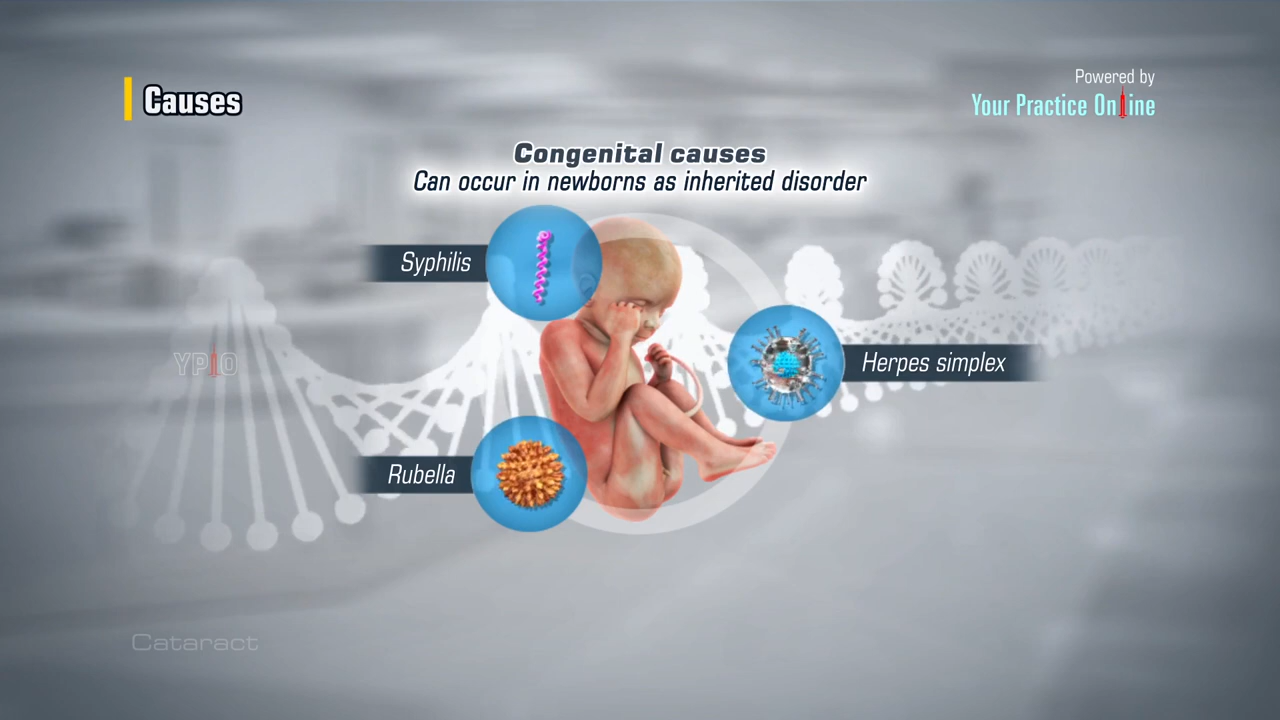 Causes
Powered by
Your Practice Online
Congenital causes
Can occur in newborns as inherited disorder
Syphilis
Herpes simplex
YPO
Rubella
Cataract